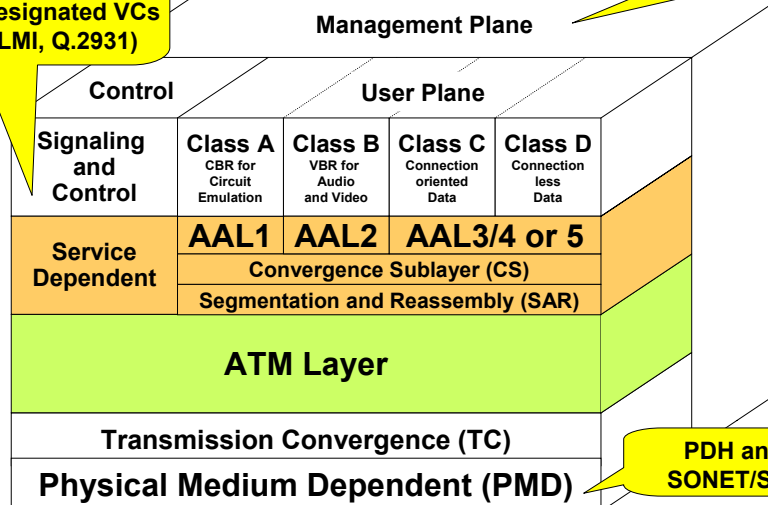 esignated VCs
LMI, Q.2931)
Management Plane
Control
User Plane
Signaling
and
Control
Class A
CBR for
Circuit
Emulation
Class B
VBR for
Audio
and Video
Class C
Connection
oriented
Data
Class D
Connection
less
Data
Service
Dependent
AAL1
AAL2
AAL3/4 or 5
Convergence Sublayer (CS)
Segmentation and Reassembly (SAR)
ATM Layer
Transmission Convergence (TC)
Physical Medium Dependent (PMD)
PDH an
SONET/S